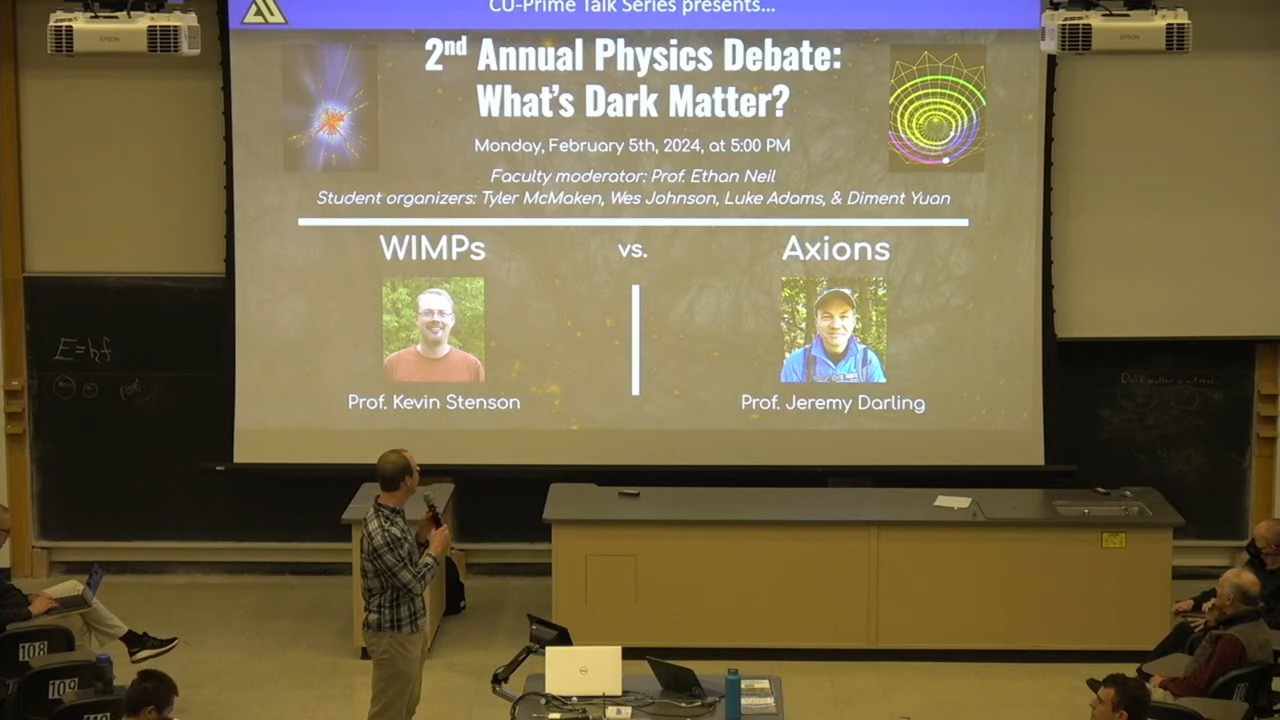 CU-Prime Talk Series presents...
2nd Annual Physics Debate:
What's Dark Matter?
Monday, February 5th, 2024, at 5:00 PM
Faculty moderator: Prof. Ethan Neil
Student organizers: Tyler McMaken, Wes Johnson, Luke Adams, & Diment Yuan
WIMPs vs. Axions
Prof. Kevin Stenson
Prof. Jeremy Darling
EPSON
EPSON
E=hf
108
109
DELL